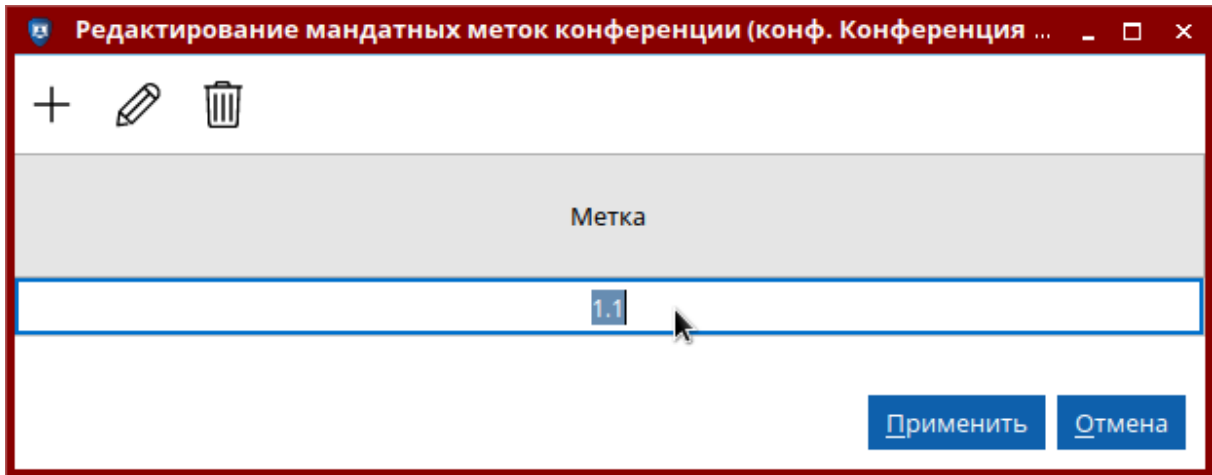 Редактирование мандатных меток конференции (конф. Конференция ...
Метка
1.1
Применить Отмена